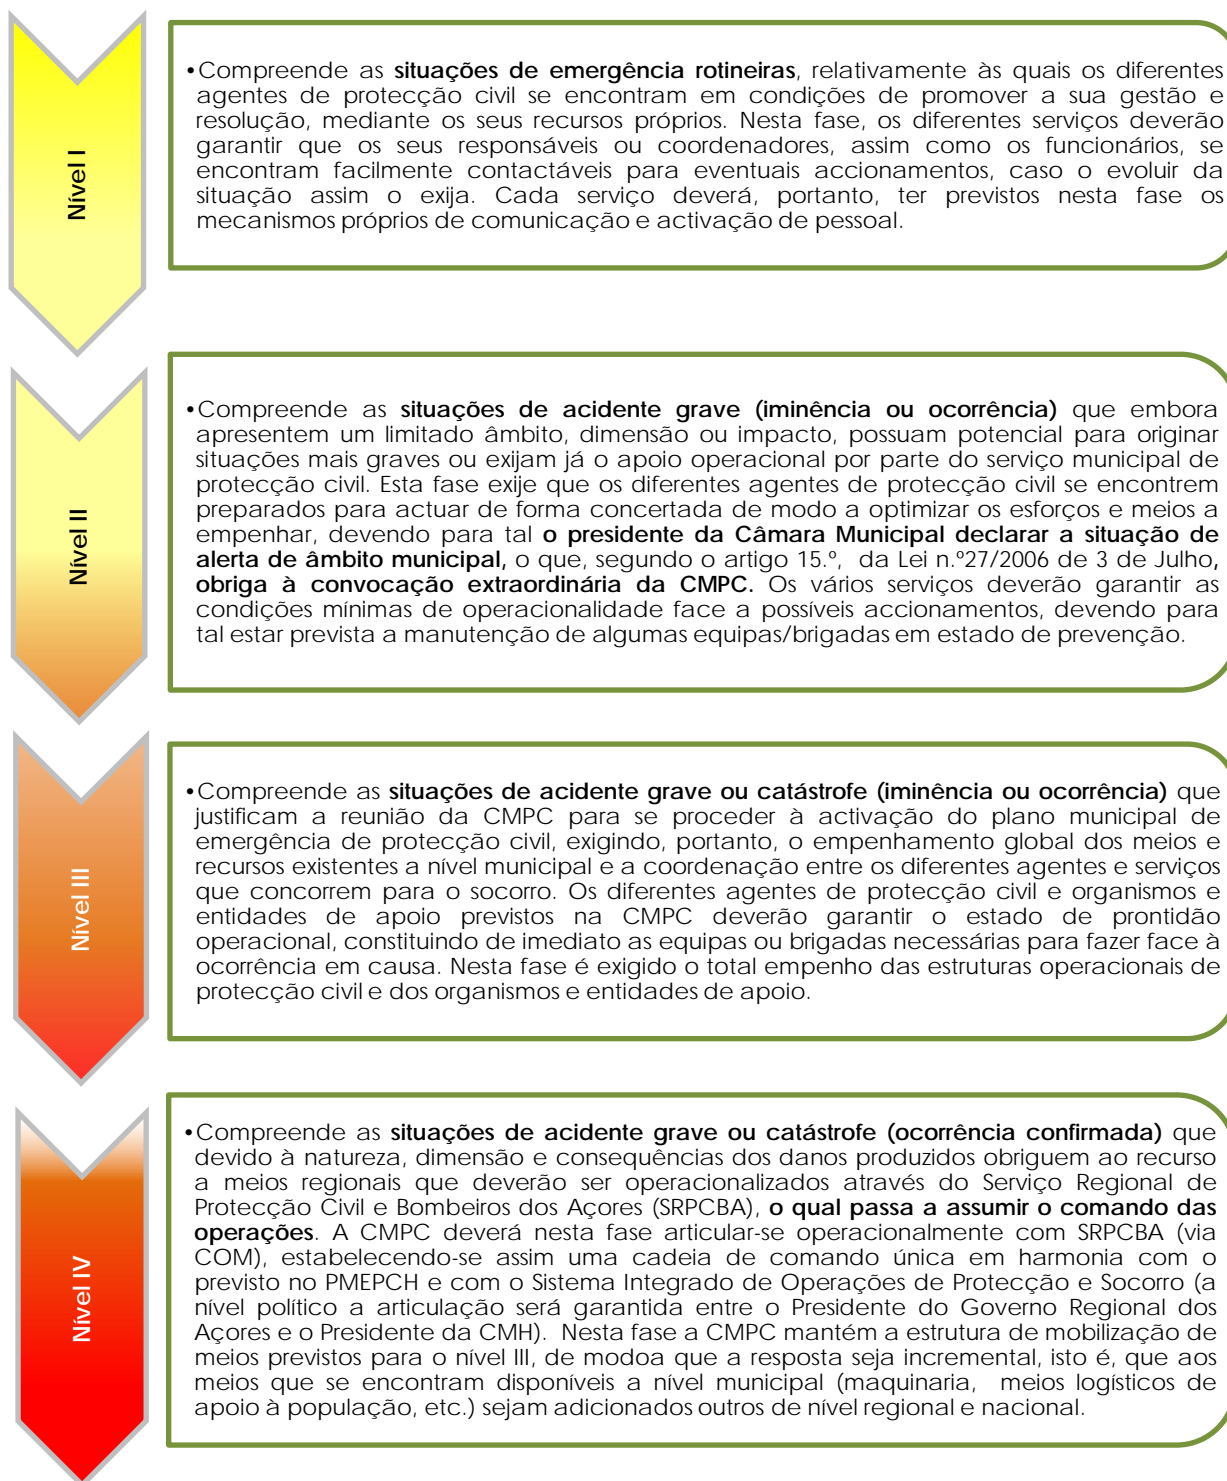 Nível I
•Compreende as situações de emergência rotineiras, relativamente às quais os diferentes
agentes de protecção civil se encontram em condições de promover a sua gestão e
resolução, mediante os seus recursos próprios. Nesta fase, os diferentes serviços deverão
garantir que os seus responsáveis ou coordenadores, assim como os funcionários, se
encontram facilmente contactáveis para eventuais accionamentos, caso o evoluir da
situação assim o exija. Cada serviço deverá, portanto, ter previstos nesta fase os
mecanismos próprios de comunicação e activação de pessoal.
Nível II
•Compreende as situações de acidente grave (iminência ou ocorrência) que embora
apresentem um limitado âmbito, dimensão ou impacto, possuam potencial para originar
situações mais graves ou exijam já o apoio operacional por parte do serviço municipal de
protecção civil. Esta fase exije que os diferentes agentes de protecção civil se encontrem
preparados para actuar de forma concertada de modo a optimizar os esforços e meios a
empenhar, devendo para tal o presidente da Câmara Municipal declarar a situação de
alerta de âmbito municipal, o que, segundo o artigo 15.º, da Lei n.º27/2006 de 3 de Julho,
obriga à convocação extraordinária da CMPC. Os vários serviços deverão garantir as
condições mínimas de operacionalidade face a possíveis accionamentos, devendo para
tal estar prevista a manutenção de algumas equipas/brigadas em estado de prevenção.
Nível III
•Compreende as situações de acidente grave ou catástrofe (iminência ou ocorrência) que
justificam a reunião da CMPC para se proceder à activação do plano municipal de
emergência de protecção civil, exigindo, portanto, o empenhamento global dos meios e
recursos existentes a nível municipal e a coordenação entre os diferentes agentes e serviços
que concorrem para o socorro. Os diferentes agentes de protecção civil e organismos e
entidades de apoio previstos na CMPC deverão garantir o estado de prontidão
operacional, constituindo de imediato as equipas ou brigadas necessárias para fazer face à
ocorrência em causa. Nesta fase é exigido o total empenho das estruturas operacionais de
protecção civil e dos organismos e entidades de apoio.
Nível IV
•Compreende as situações de acidente grave ou catástrofe (ocorrência confirmada) que
devido à natureza, dimensão e consequências dos danos produzidos obriguem ao recurso
a meios regionais que deverão ser operacionalizados através do Serviço Regional de
Protecção Civil e Bombeiros dos Açores (SRPCBA), o qual passa a assumir o comando das
operações. A CMPC deverá nesta fase articular-se operacionalmente com SRPCBA (via
COM), estabelecendo-se assim uma cadeia de comando única em harmonia com o
previsto no PMEPCH e com o Sistema Integrado de Operações de Protecção e Socorro (a
nível político a articulação será garantida entre o Presidente do Governo Regional dos
Açores e o Presidente da CMH). Nesta fase a CMPC mantém a estrutura de mobilização de
meios previstos para o nível III, de modoa que a resposta seja incremental, isto é, que aos
meios que se encontram disponíveis a nível municipal (maquinaria, meios logísticos de
apoio à população, etc.) sejam adicionados outros de nível regional e nacional.